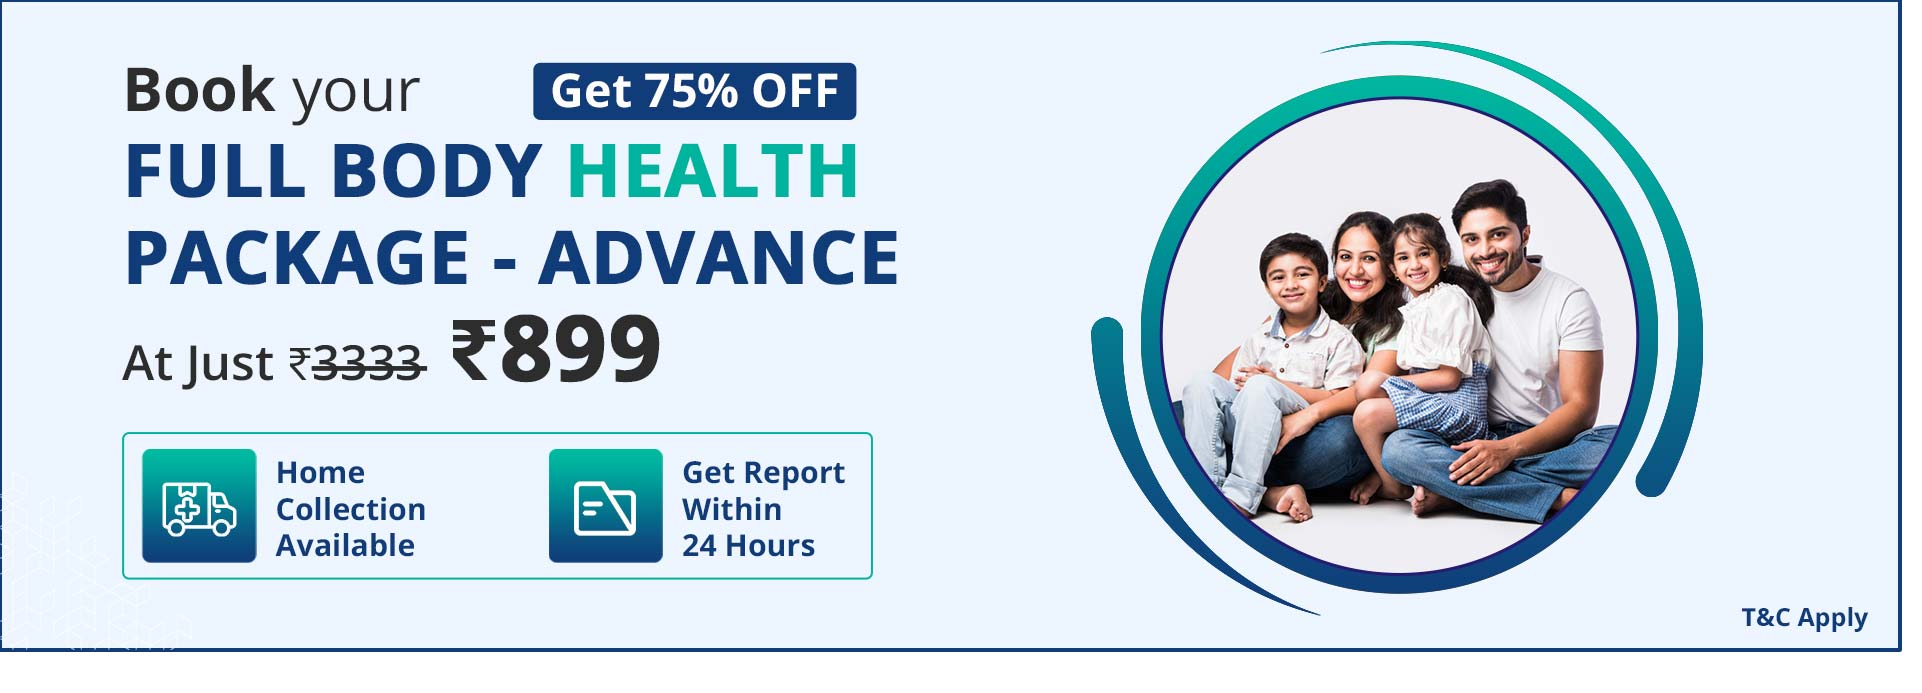 Book your
Get 75% OFF
FULL BODY HEALTH
PACKAGE - ADVANCE
At Just ₹3333 ₹899
Home
Collection
Available
Get Report
Within
24 Hours
T&C Apply